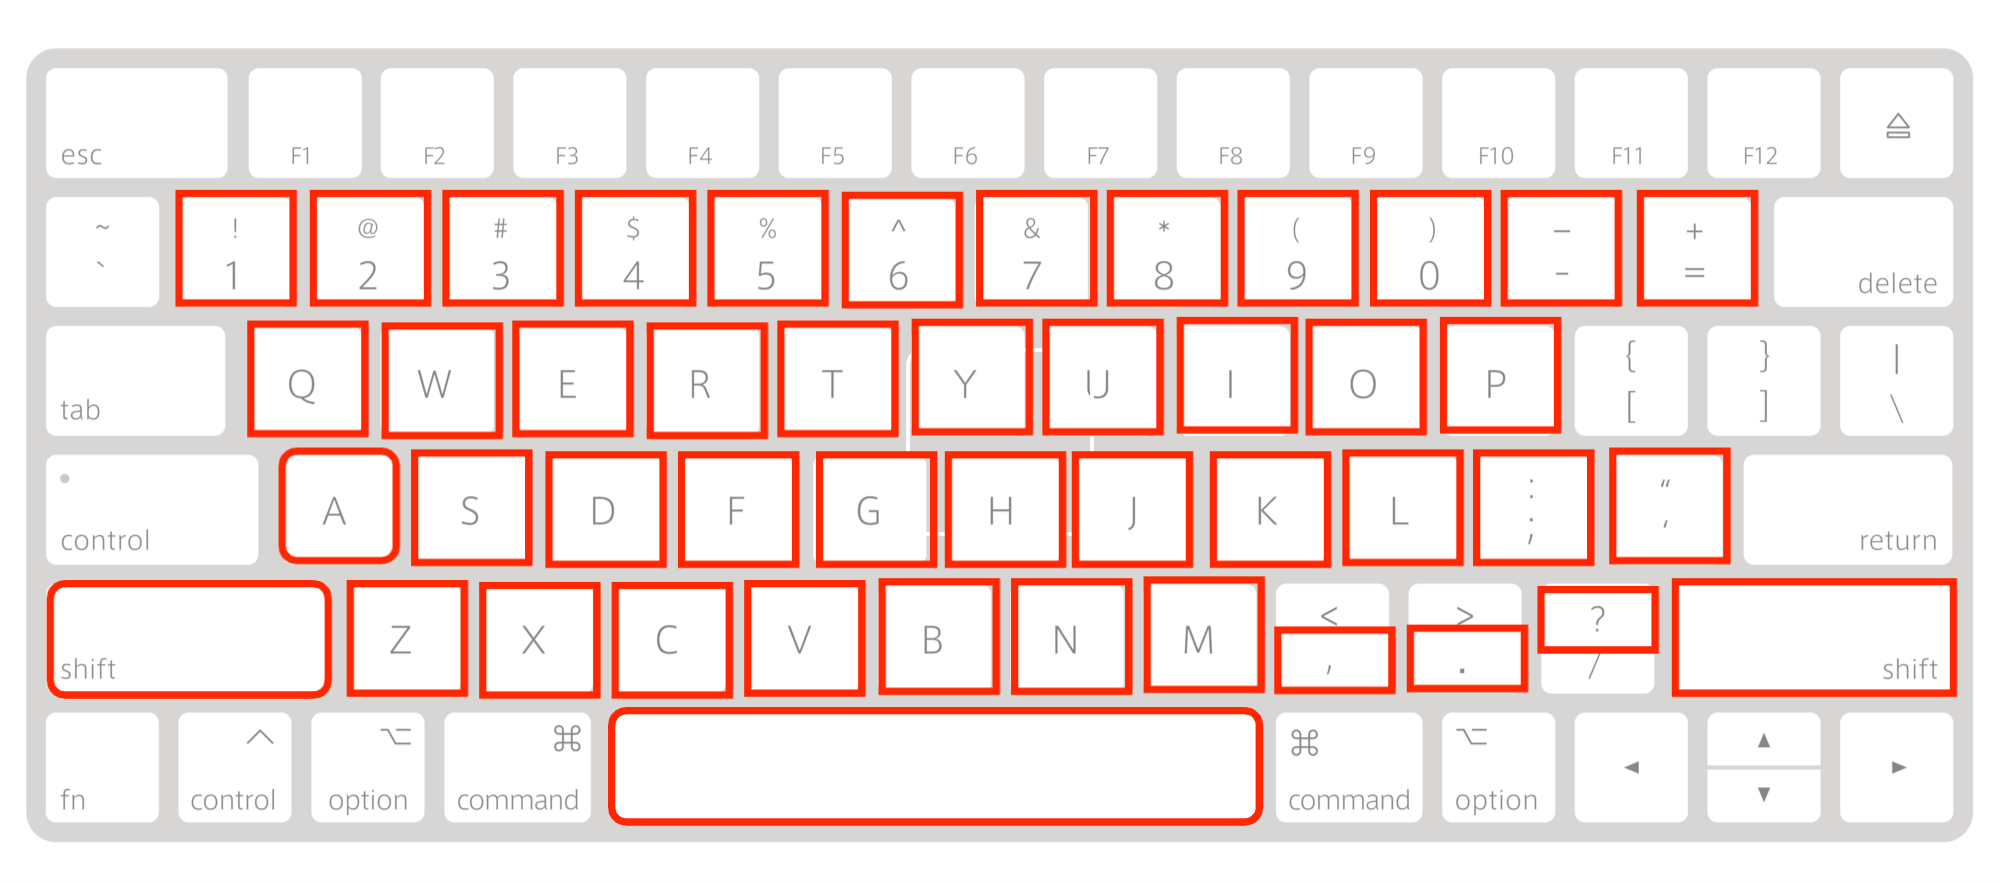 esc F1 F2 F3 F4 F5 F6 F7 F8 F9 F10 F11 F12 ⏏
~ ! @ # $ % ^ & * ( ) – +
` 1 2 3 4 5 6 7 8 9 0 - = delete
tab Q W E R T Y U I O P { } |
[ ] \
control A S D F G H J K L : “
; ‘ return
shift Z X C V B N M < > ? shift
, . /
fn ^ control ⌥ option ⌘ command ⌘ command ⌥ option ◀ ▲ ▼ ▶